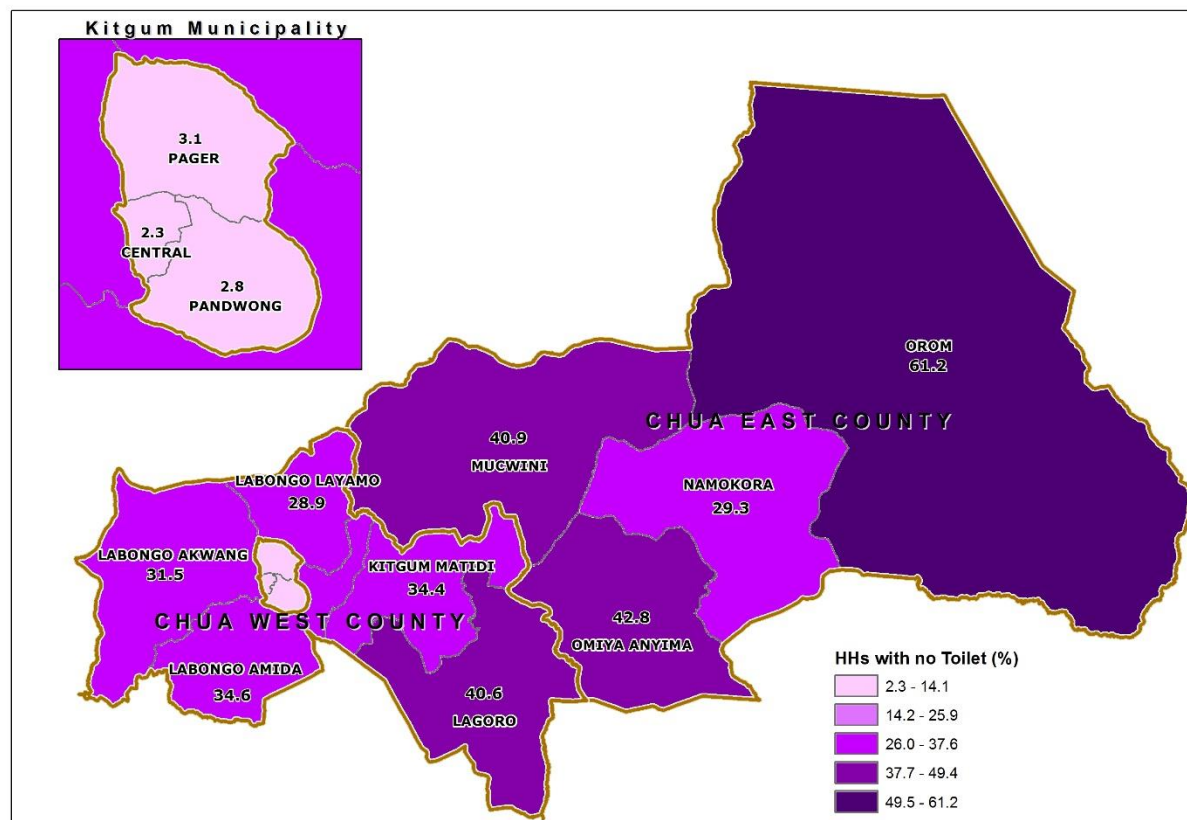 Kitgum Municipality
3.1
PAGER
2.3
CENTRAL
2.8
PANDWONG
OROM
61.2
CHUA EAST COUNTY
40.9
MUCWINI
NAMOKORA
29.3
LABONGO LAYAMO
28.9
LABONGO AKWANG
31.5
KITGUM MATIDI
34.4
CHUA WEST COUNTY
42.8
OMIYA ANYIMA
LABONGO AMIDA
34.6
40.6
LAGORO
HHs with no Toilet (%)
2.3 - 14.1
14.2 - 25.9
26.0 - 37.6
37.7 - 49.4
49.5 - 61.2